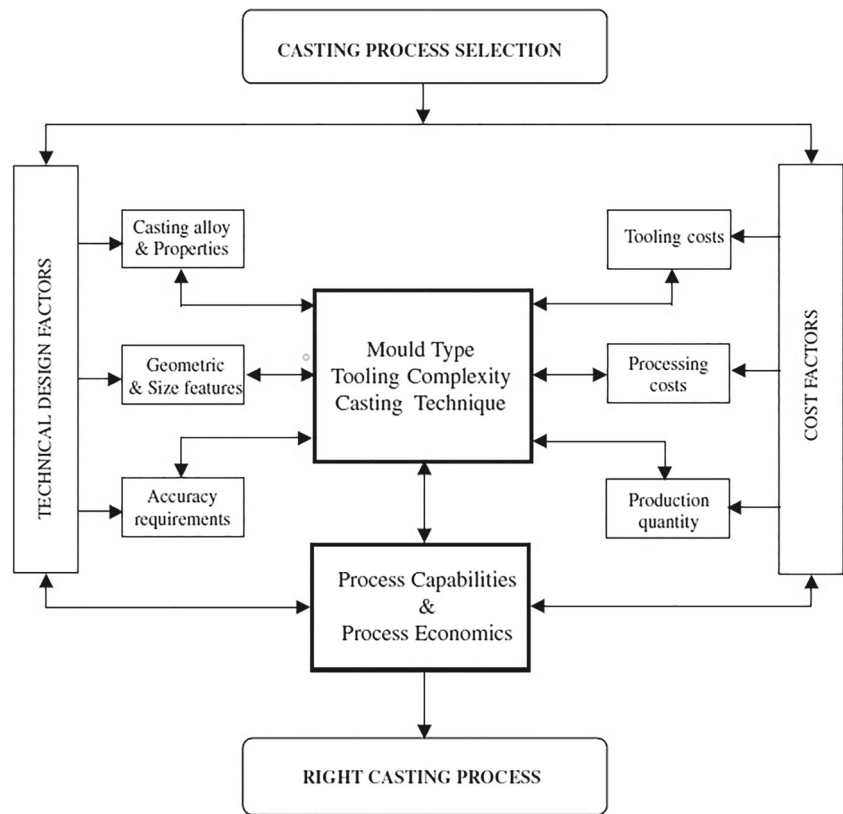 CASTING PROCESS SELECTION
TECHNICAL DESIGN FACTORS
Casting alloy
& Properties
Geometric
& Size features
Accuracy
requirements
Mould Type
Tooling Complexity
Casting Technique
Tooling costs
Processing
costs
Production
quantity
COST FACTORS
Process Capabilities
&
Process Economics
RIGHT CASTING PROCESS